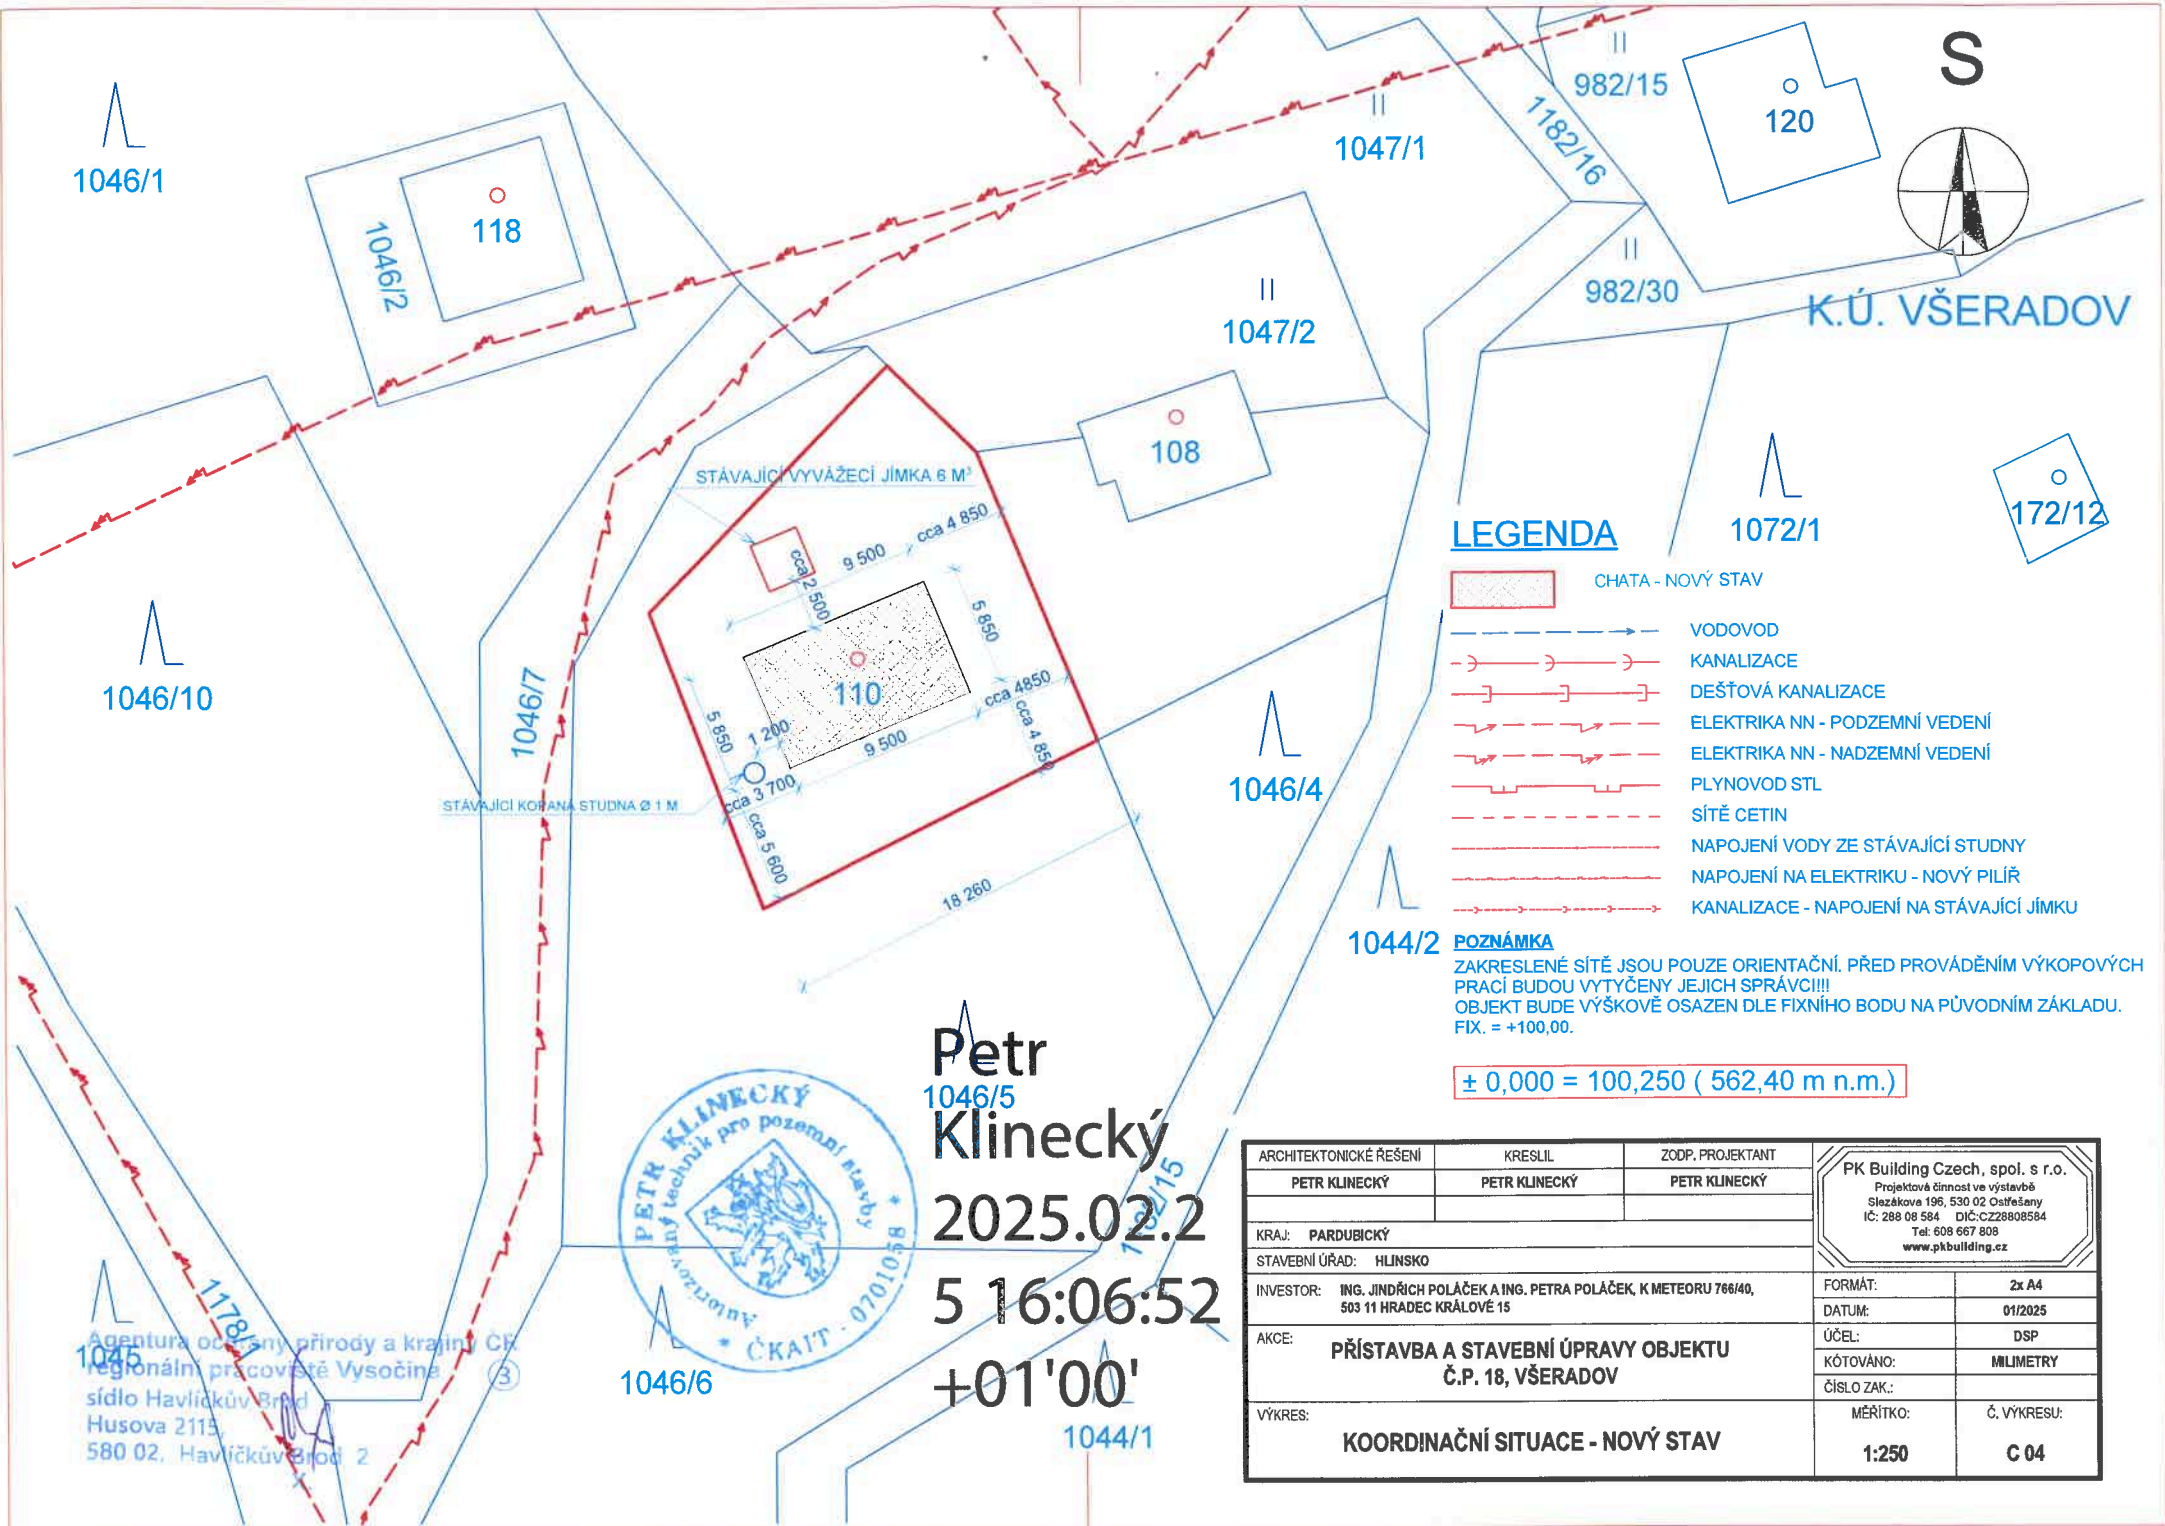 S
982/15
1182/16
120
1047/1
1046/1
118
1046/2
982/30
K.Ú. VŠERADOV
1047/2
108
STÁVAJÍCÍ VYVÁŽECÍ JÍMKA 6 M³
cca 4 850
9 500
cca 2 500
5 850
1072/1
172/12
110
1046/10
1046/7
5 850
1 200
9 500
cca 4850
cca 4 850
cca 3 700
STÁVAJÍCÍ KOPANÁ STUDNA Ø 1 M
cca 5 600
18 260
1046/4
1044/2
LEGENDA
CHATA - NOVÝ STAV
VODOVOD
KANALIZACE
DEŠŤOVÁ KANALIZACE
ELEKTRIKA NN - PODZEMNÍ VEDENÍ
ELEKTRIKA NN - NADZEMNÍ VEDENÍ
PLYNOVOD STL
SÍTĚ CETIN
NAPOJENÍ VODY ZE STÁVAJÍCÍ STUDNY
NAPOJENÍ NA ELEKTRIKU - NOVÝ PILÍŘ
KANALIZACE - NAPOJENÍ NA STÁVAJÍCÍ JÍMKU
POZNÁMKA
ZAKRESLENÉ SÍTĚ JSOU POUZE ORIENTAČNÍ. PŘED PROVÁDĚNÍM VÝKOPOVÝCH
PRACÍ BUDOU VYTYČENY JEJICH SPRÁVCI!!!
OBJEKT BUDE VÝŠKOVĚ OSAZEN DLE FIXNÍHO BODU NA PŮVODNÍM ZÁKLADU.
FIX. = +100,00.
± 0,000 = 100,250 ( 562,40 m n.m.)
Petr
Klinecký
2025.02.2
5 16:06:52
+01'00'
1046/5
1182/15
PETR KLINECKÝ
Autorizovaný technik pro pozemní stavby
* ČKAIT - 0701058 *
1178/1
1045
1046/6
1044/1
Agentura ochrany přírody a krajiny ČR
regionální pracoviště Vysočina
3
sídlo Havlíčkův Brod
Husova 2115,
580 02, Havlíčkův Brod 2
ARCHITEKTONICKÉ ŘEŠENÍ KRESLIL ZODP. PROJEKTANT
PETR KLINECKÝ PETR KLINECKÝ PETR KLINECKÝ
PK Building Czech, spol. s r.o.
Projektová činnost ve výstavbě
Slezákova 196, 530 02 Ostřešany
IČ: 288 08 584 DIČ:CZ28808584
Tel: 608 667 808
www.pkbuilding.cz
KRAJ: PARDUBICKÝ
STAVEBNÍ ÚŘAD: HLINSKO
INVESTOR: ING. JINDŘICH POLÁČEK A ING. PETRA POLÁČEK, K METEORU 766/40,
503 11 HRADEC KRÁLOVÉ 15
FORMÁT: 2x A4
DATUM: 01/2025
AKCE: PŘÍSTAVBA A STAVEBNÍ ÚPRAVY OBJEKTU
Č.P. 18, VŠERADOV
ÚČEL: DSP
KÓTOVÁNO: MILIMETRY
ČÍSLO ZAK.:
VÝKRES: KOORDINAČNÍ SITUACE - NOVÝ STAV
MĚŘÍTKO: Č. VÝKRESU:
1:250 C 04